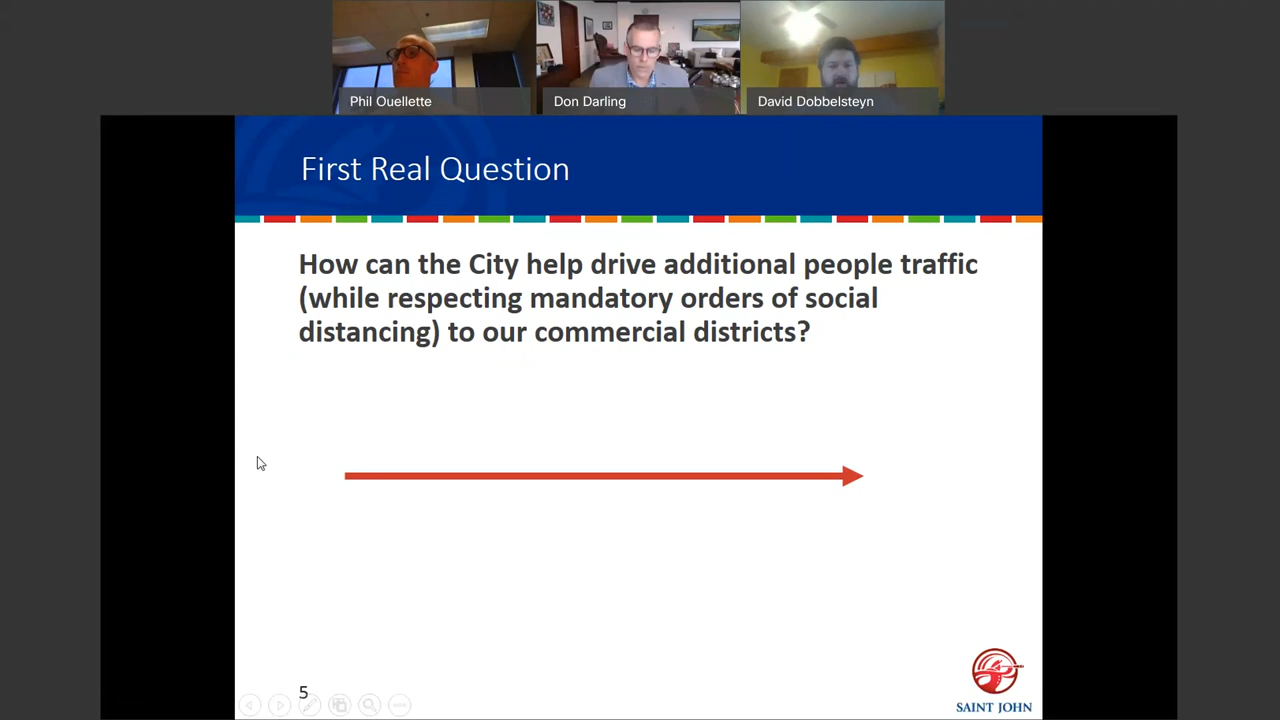 Phil Ouellette
Don Darling
David Dobbelsteyn
First Real Question
How can the City help drive additional people traffic
(while respecting mandatory orders of social
distancing) to our commercial districts?
5
SAINT JOHN